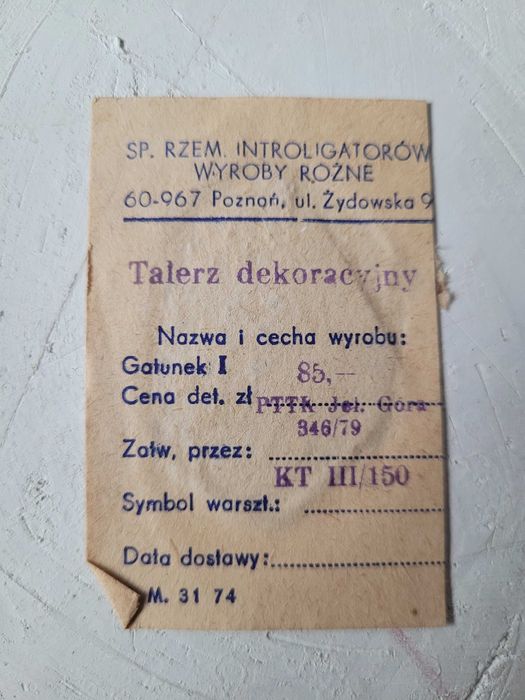 SP. RZEM. INTROLIGATORÓW
WYROBY RÓŻNE
60-967 Poznań, ul. Żydowska 9
Talerz dekoracyjny
Nazwa i cecha wyrobu:
Gatunek I
85,—
Cena det. zł PTTK Jel. Góra
346/79
Zatw. przez:
KT III/150
Symbol warszt.:
Data dostawy:
M. 31 74